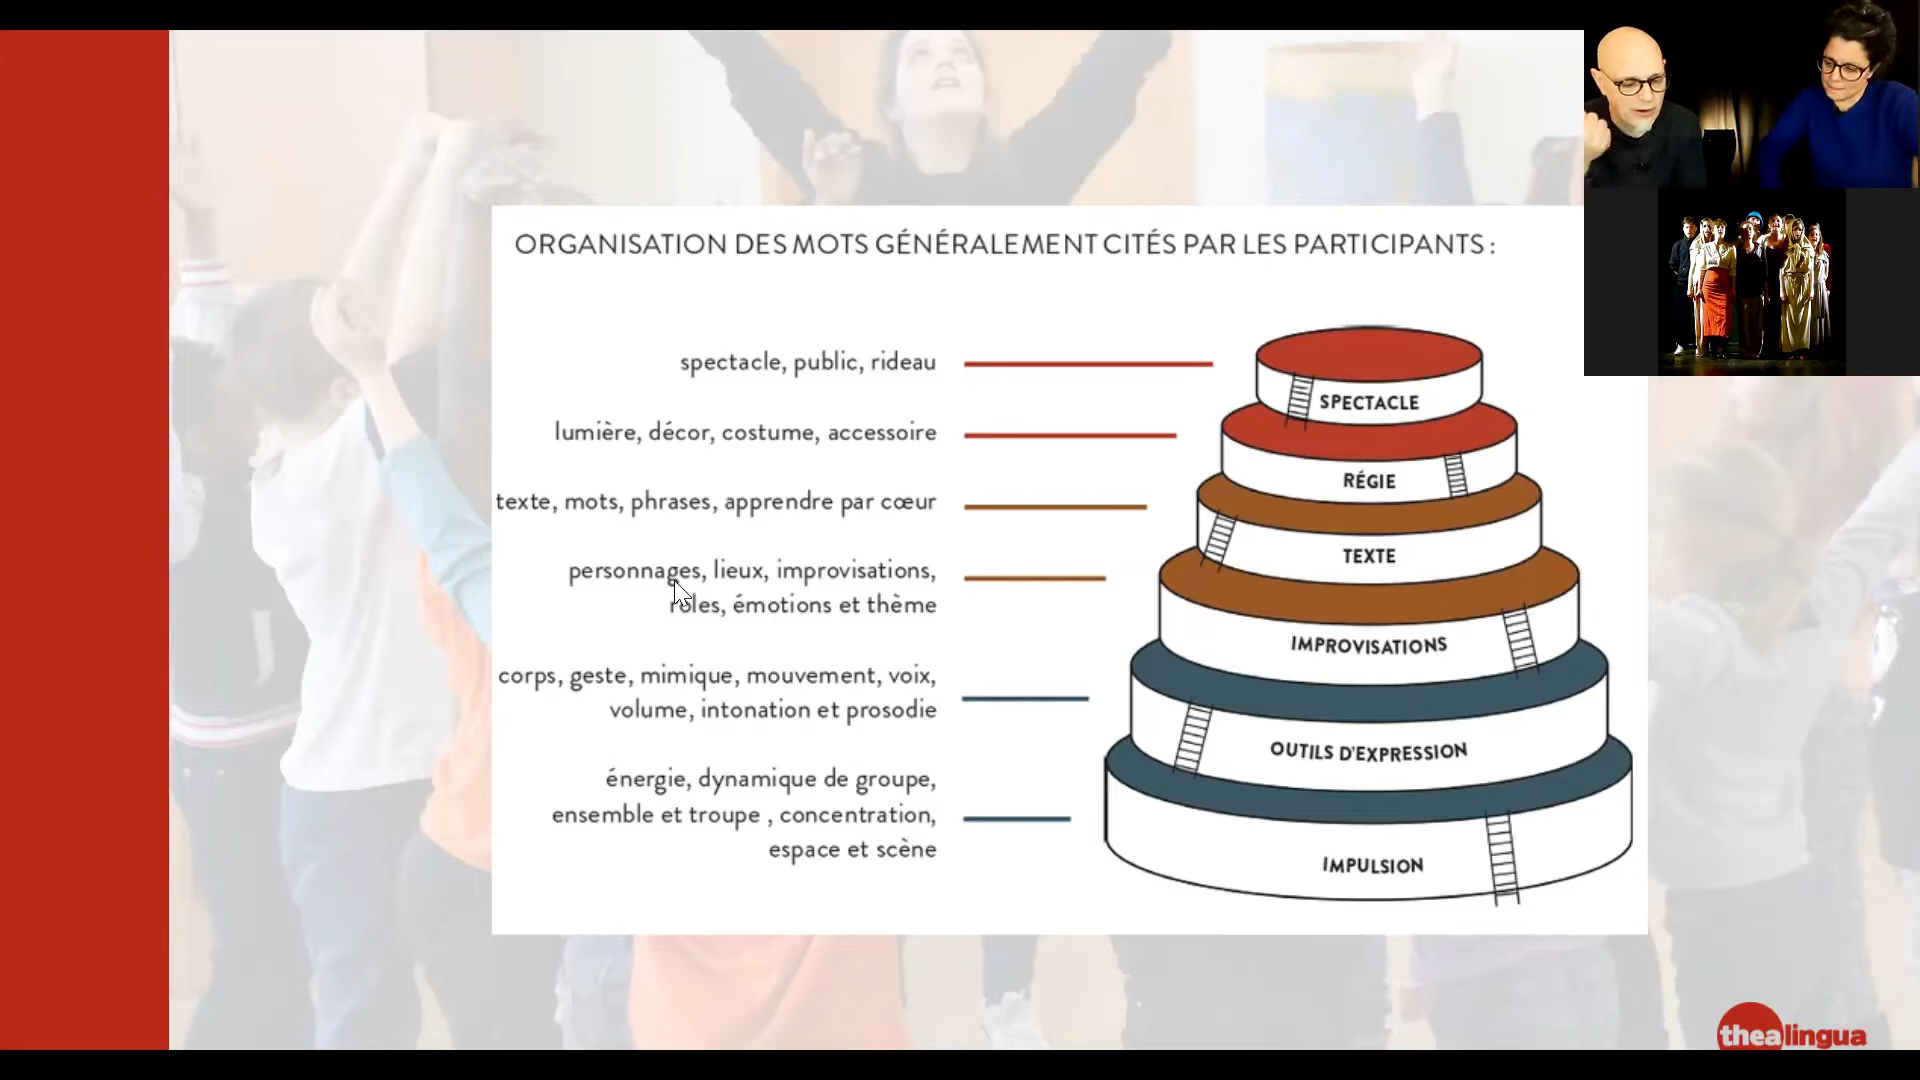 ORGANISATION DES MOTS GÉNÉRALEMENT CITÉS PAR LES PARTICIPANTS :
spectacle, public, rideau
SPECTACLE
lumière, décor, costume, accessoire
RÉGIE
texte, mots, phrases, apprendre par cœur
TEXTE
personnages, lieux, improvisations,
rôles, émotions et thème
IMPROVISATIONS
corps, geste, mimique, mouvement, voix,
volume, intonation et prosodie
OUTILS D'EXPRESSION
énergie, dynamique de groupe,
ensemble et troupe , concentration,
espace et scène
IMPULSION
thealingua